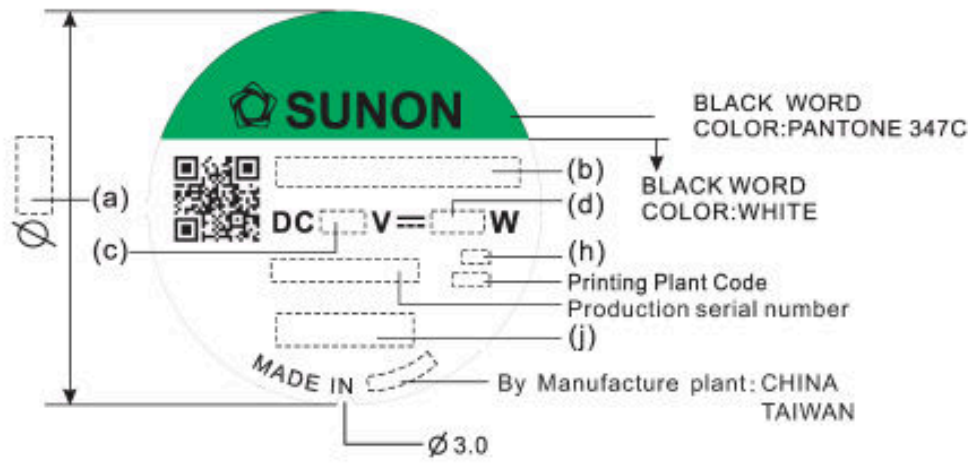 SUNON
BLACK WORD
COLOR:PANTONE 347C
(b)
BLACK WORD
COLOR:WHITE
(a)
Ø
(d)
DC V⎓ W
(c)
(h)
Printing Plant Code
Production serial number
(j)
MADE IN
By Manufacture plant: CHINA
TAIWAN
Ø3.0